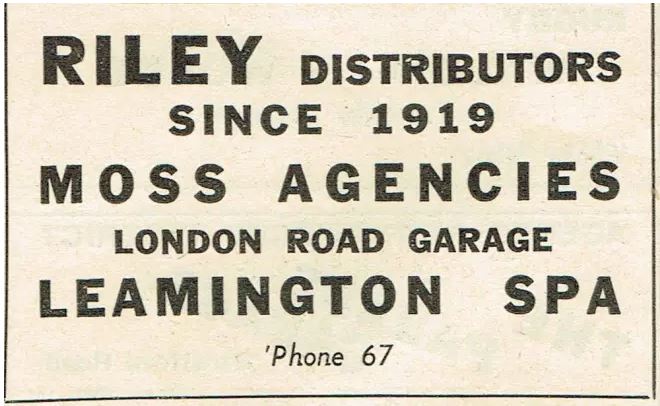 RILEY DISTRIBUTORS
SINCE 1919
MOSS AGENCIES
LONDON ROAD GARAGE
LEAMINGTON SPA
'Phone 67